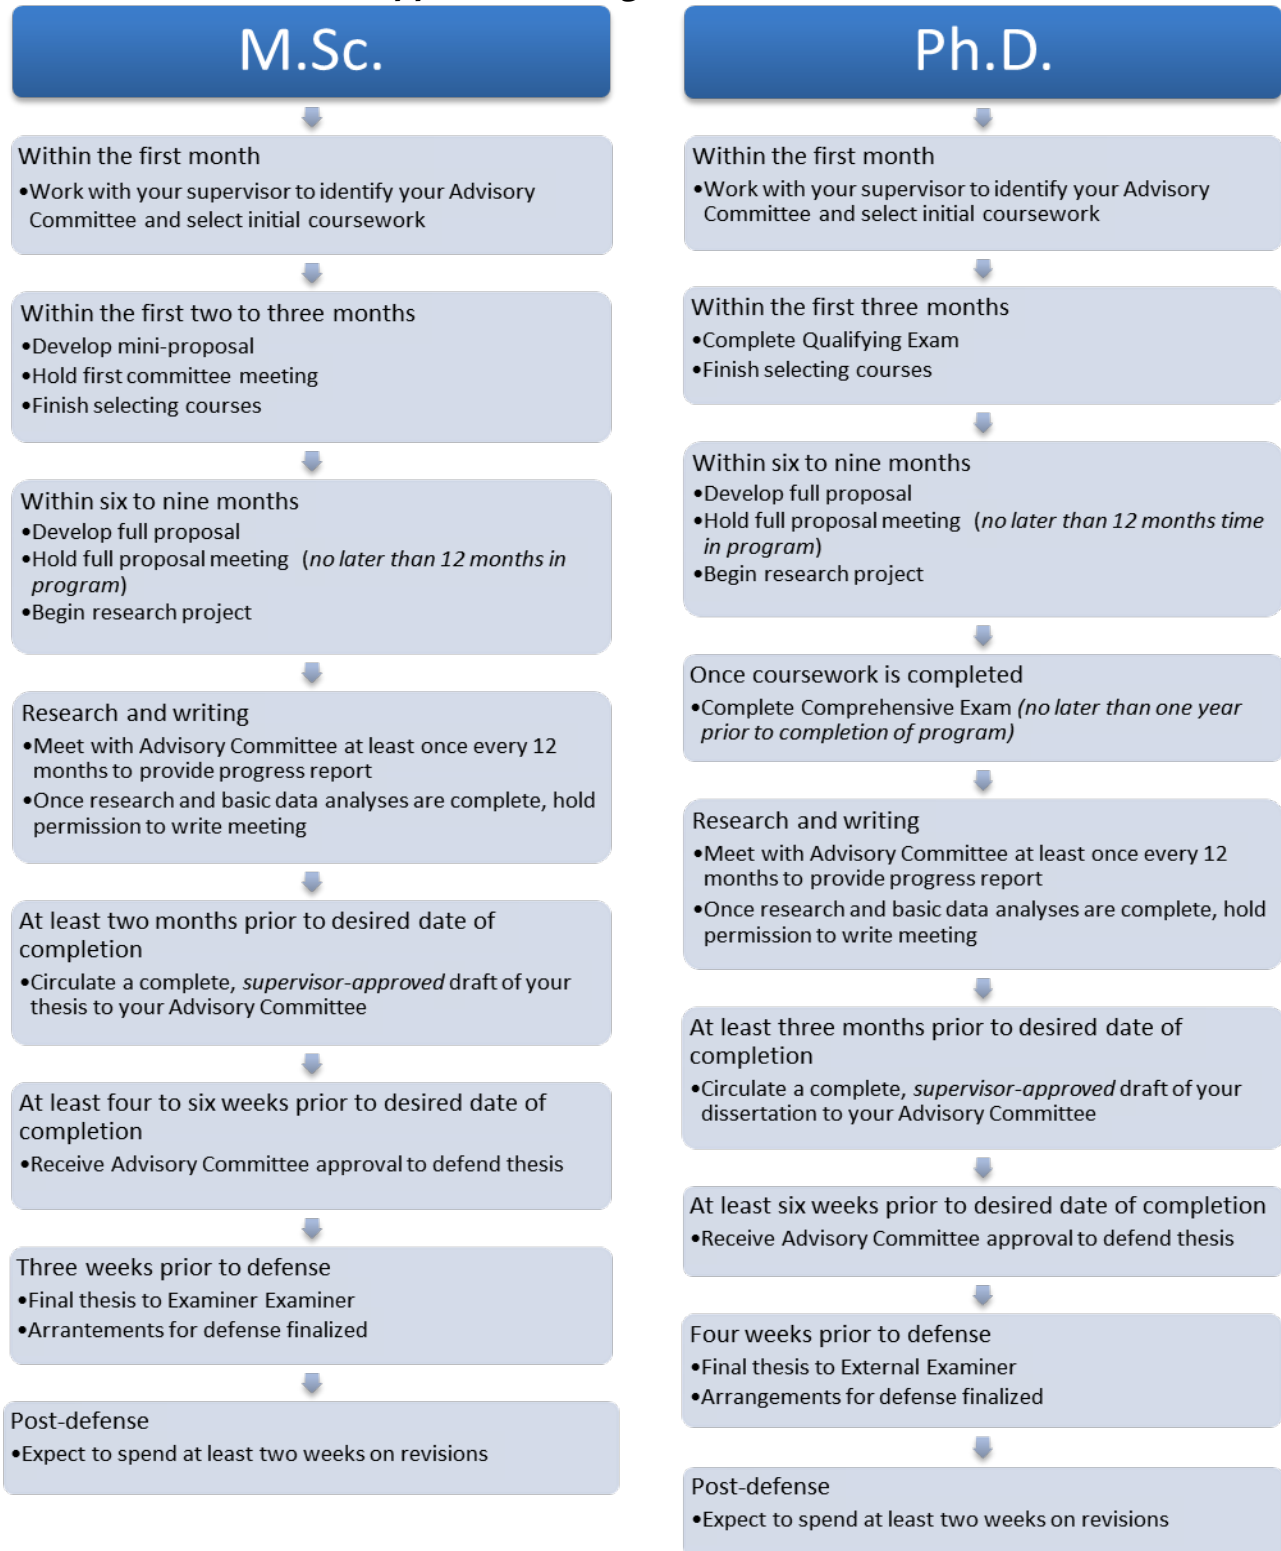 M.Sc.
Within the first month
•Work with your supervisor to identify your Advisory
Committee and select initial coursework
Within the first two to three months
•Develop mini-proposal
•Hold first committee meeting
•Finish selecting courses
Within six to nine months
•Develop full proposal
•Hold full proposal meeting (no later than 12 months in
program)
•Begin research project
Research and writing
•Meet with Advisory Committee at least once every 12
months to provide progress report
•Once research and basic data analyses are complete, hold
permission to write meeting
At least two months prior to desired date of
completion
•Circulate a complete, supervisor-approved draft of your
thesis to your Advisory Committee
At least four to six weeks prior to desired date of
completion
•Receive Advisory Committee approval to defend thesis
Three weeks prior to defense
•Final thesis to Examiner Examiner
•Arrantements for defense finalized
Post-defense
•Expect to spend at least two weeks on revisions
Ph.D.
Within the first month
•Work with your supervisor to identify your Advisory
Committee and select initial coursework
Within the first three months
•Complete Qualifying Exam
•Finish selecting courses
Within six to nine months
•Develop full proposal
•Hold full proposal meeting (no later than 12 months time
in program)
•Begin research project
Once coursework is completed
•Complete Comprehensive Exam (no later than one year
prior to completion of program)
Research and writing
•Meet with Advisory Committee at least once every 12
months to provide progress report
•Once research and basic data analyses are complete, hold
permission to write meeting
At least three months prior to desired date of
completion
•Circulate a complete, supervisor-approved draft of your
dissertation to your Advisory Committee
At least six weeks prior to desired date of completion
•Receive Advisory Committee approval to defend thesis
Four weeks prior to defense
•Final thesis to External Examiner
•Arrangements for defense finalized
Post-defense
•Expect to spend at least two weeks on revisions